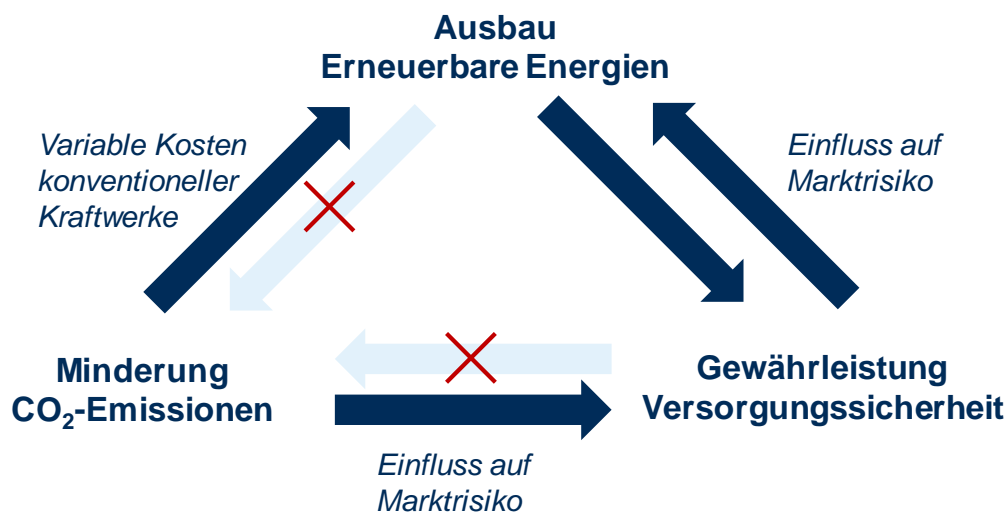 Ausbau
Erneuerbare Energien
Variable Kosten
konventioneller
Kraftwerke
Einfluss auf
Marktrisiko
Minderung
CO₂-Emissionen
Gewährleistung
Versorgungssicherheit
Einfluss auf
Marktrisiko